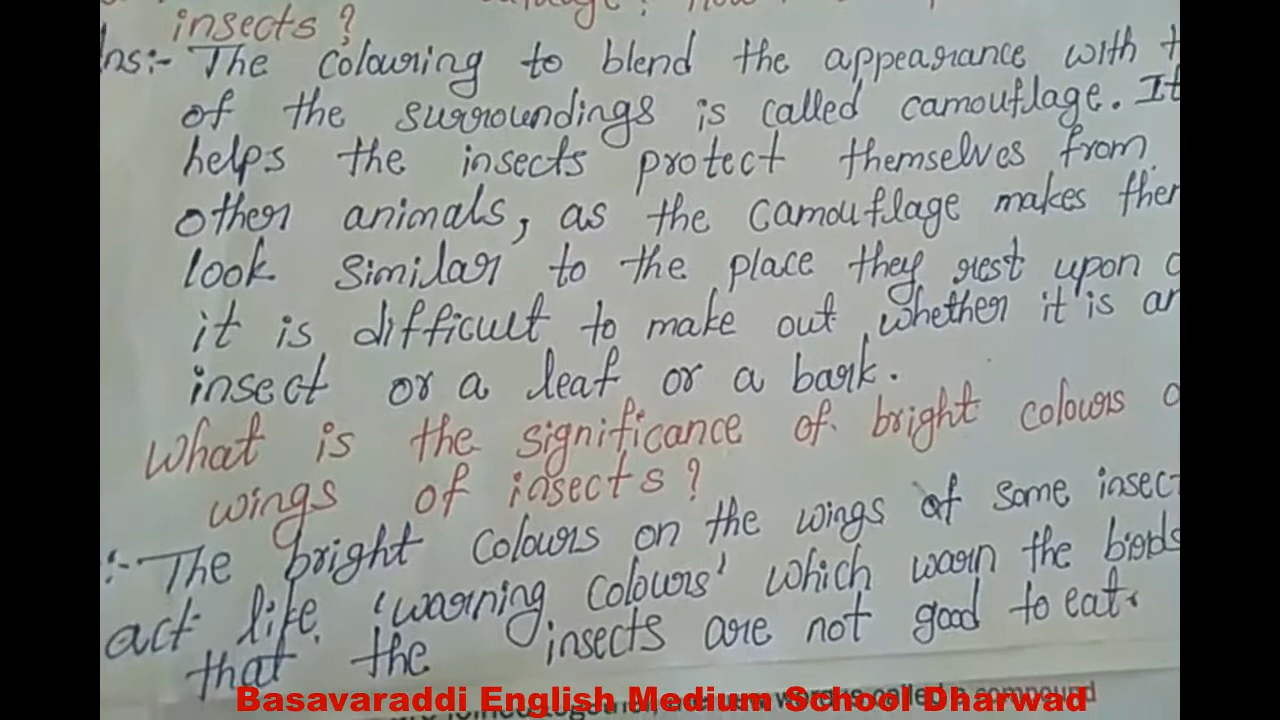 insects?
Ans:- The colouring to blend the appearance with t
of the surroundings is called camouflage. It
helps the insects protect themselves from
other animals, as the camouflage makes them
look similar to the place they rest upon
it is difficult to make out whether it is an
insect or a leaf or a bark.
What is the significance of bright colours o
wings of insects?
:- The bright colours on the wings of some insect
act like 'warning colours' which warn the birds
that the insects are not good to eat.
Basavaraddi English Medium School Dharwad